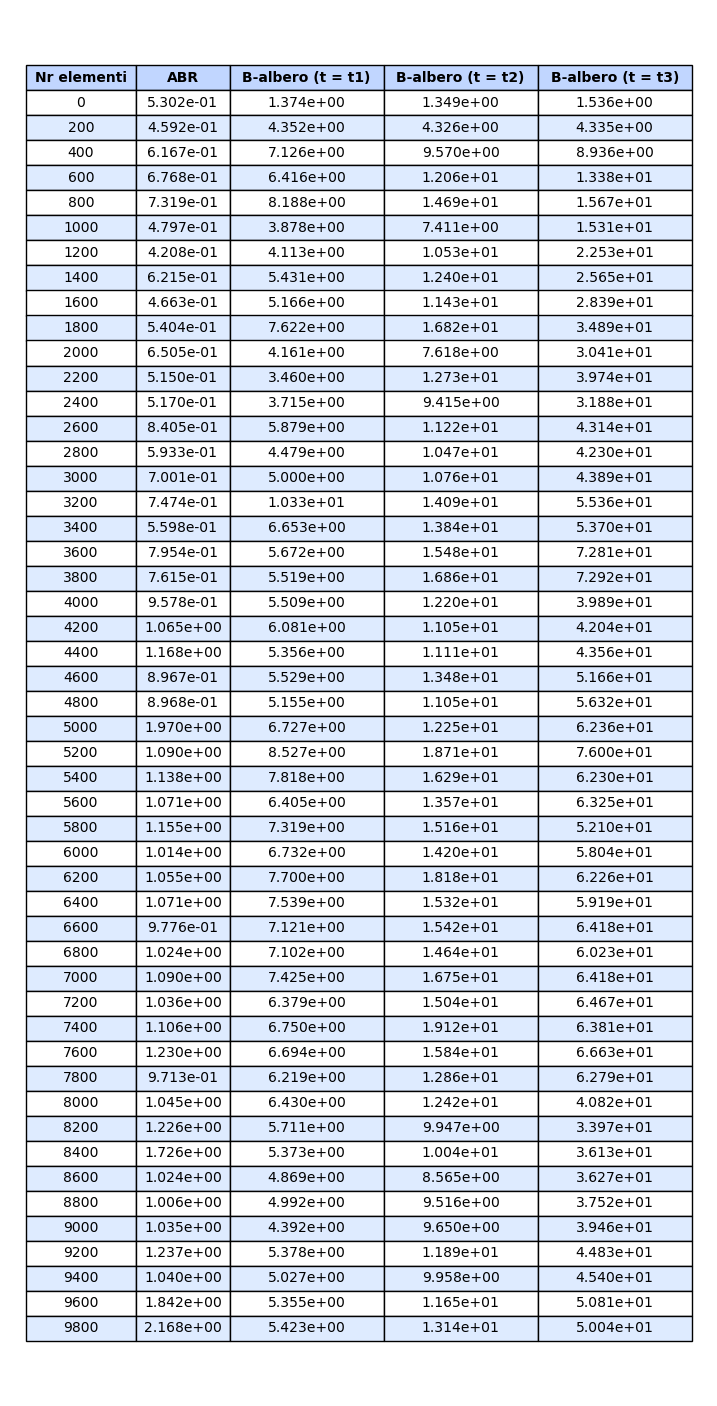 Nr elementi ABR B-albero (t = t1) B-albero (t = t2) B-albero (t = t3)
0 5.302e-01 1.374e+00 1.349e+00 1.536e+00
200 4.592e-01 4.352e+00 4.326e+00 4.335e+00
400 6.167e-01 7.126e+00 9.570e+00 8.936e+00
600 6.768e-01 6.416e+00 1.206e+01 1.338e+01
800 7.319e-01 8.188e+00 1.469e+01 1.567e+01
1000 4.797e-01 3.878e+00 7.411e+00 1.531e+01
1200 4.208e-01 4.113e+00 1.053e+01 2.253e+01
1400 6.215e-01 5.431e+00 1.240e+01 2.565e+01
1600 4.663e-01 5.166e+00 1.143e+01 2.839e+01
1800 5.404e-01 7.622e+00 1.682e+01 3.489e+01
2000 6.505e-01 4.161e+00 7.618e+00 3.041e+01
2200 5.150e-01 3.460e+00 1.273e+01 3.974e+01
2400 5.170e-01 3.715e+00 9.415e+00 3.188e+01
2600 8.405e-01 5.879e+00 1.122e+01 4.314e+01
2800 5.933e-01 4.479e+00 1.047e+01 4.230e+01
3000 7.001e-01 5.000e+00 1.076e+01 4.389e+01
3200 7.474e-01 1.033e+01 1.409e+01 5.536e+01
3400 5.598e-01 6.653e+00 1.384e+01 5.370e+01
3600 7.954e-01 5.672e+00 1.548e+01 7.281e+01
3800 7.615e-01 5.519e+00 1.686e+01 7.292e+01
4000 9.578e-01 5.509e+00 1.220e+01 3.989e+01
4200 1.065e+00 6.081e+00 1.105e+01 4.204e+01
4400 1.168e+00 5.356e+00 1.111e+01 4.356e+01
4600 8.967e-01 5.529e+00 1.348e+01 5.166e+01
4800 8.968e-01 5.155e+00 1.105e+01 5.632e+01
5000 1.970e+00 6.727e+00 1.225e+01 6.236e+01
5200 1.090e+00 8.527e+00 1.871e+01 7.600e+01
5400 1.138e+00 7.818e+00 1.629e+01 6.230e+01
5600 1.071e+00 6.405e+00 1.357e+01 6.325e+01
5800 1.155e+00 7.319e+00 1.516e+01 5.210e+01
6000 1.014e+00 6.732e+00 1.420e+01 5.804e+01
6200 1.055e+00 7.700e+00 1.818e+01 6.226e+01
6400 1.071e+00 7.539e+00 1.532e+01 5.919e+01
6600 9.776e-01 7.121e+00 1.542e+01 6.418e+01
6800 1.024e+00 7.102e+00 1.464e+01 6.023e+01
7000 1.090e+00 7.425e+00 1.675e+01 6.418e+01
7200 1.036e+00 6.379e+00 1.504e+01 6.467e+01
7400 1.106e+00 6.750e+00 1.912e+01 6.381e+01
7600 1.230e+00 6.694e+00 1.584e+01 6.663e+01
7800 9.713e-01 6.219e+00 1.286e+01 6.279e+01
8000 1.045e+00 6.430e+00 1.242e+01 4.082e+01
8200 1.226e+00 5.711e+00 9.947e+00 3.397e+01
8400 1.726e+00 5.373e+00 1.004e+01 3.613e+01
8600 1.024e+00 4.869e+00 8.565e+00 3.627e+01
8800 1.006e+00 4.992e+00 9.516e+00 3.752e+01
9000 1.035e+00 4.392e+00 9.650e+00 3.946e+01
9200 1.237e+00 5.378e+00 1.189e+01 4.483e+01
9400 1.040e+00 5.027e+00 9.958e+00 4.540e+01
9600 1.842e+00 5.355e+00 1.165e+01 5.081e+01
9800 2.168e+00 5.423e+00 1.314e+01 5.004e+01